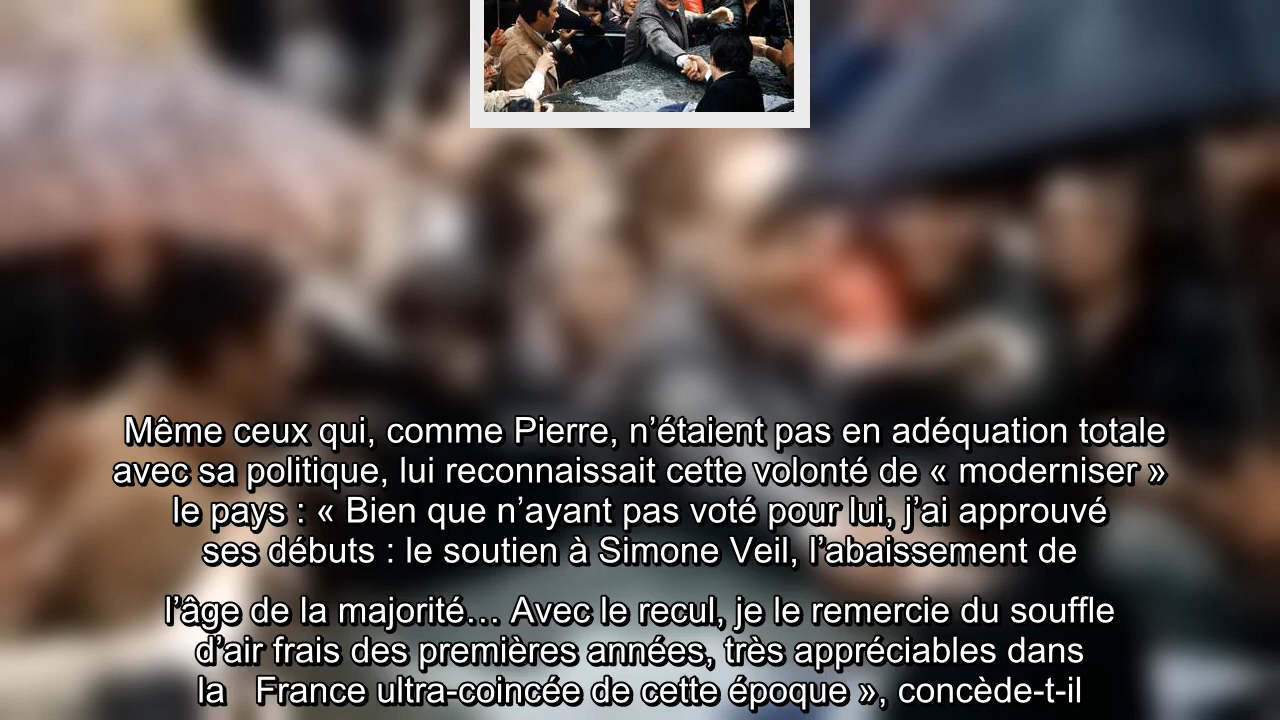 Même ceux qui, comme Pierre, n’étaient pas en adéquation totale
avec sa politique, lui reconnaissait cette volonté de « moderniser »
le pays : « Bien que n’ayant pas voté pour lui, j’ai approuvé
ses débuts : le soutien à Simone Veil, l’abaissement de
l’âge de la majorité… Avec le recul, je le remercie du souffle
d’air frais des premières années, très appréciables dans
la   France ultra-coincée de cette époque », concède-t-il